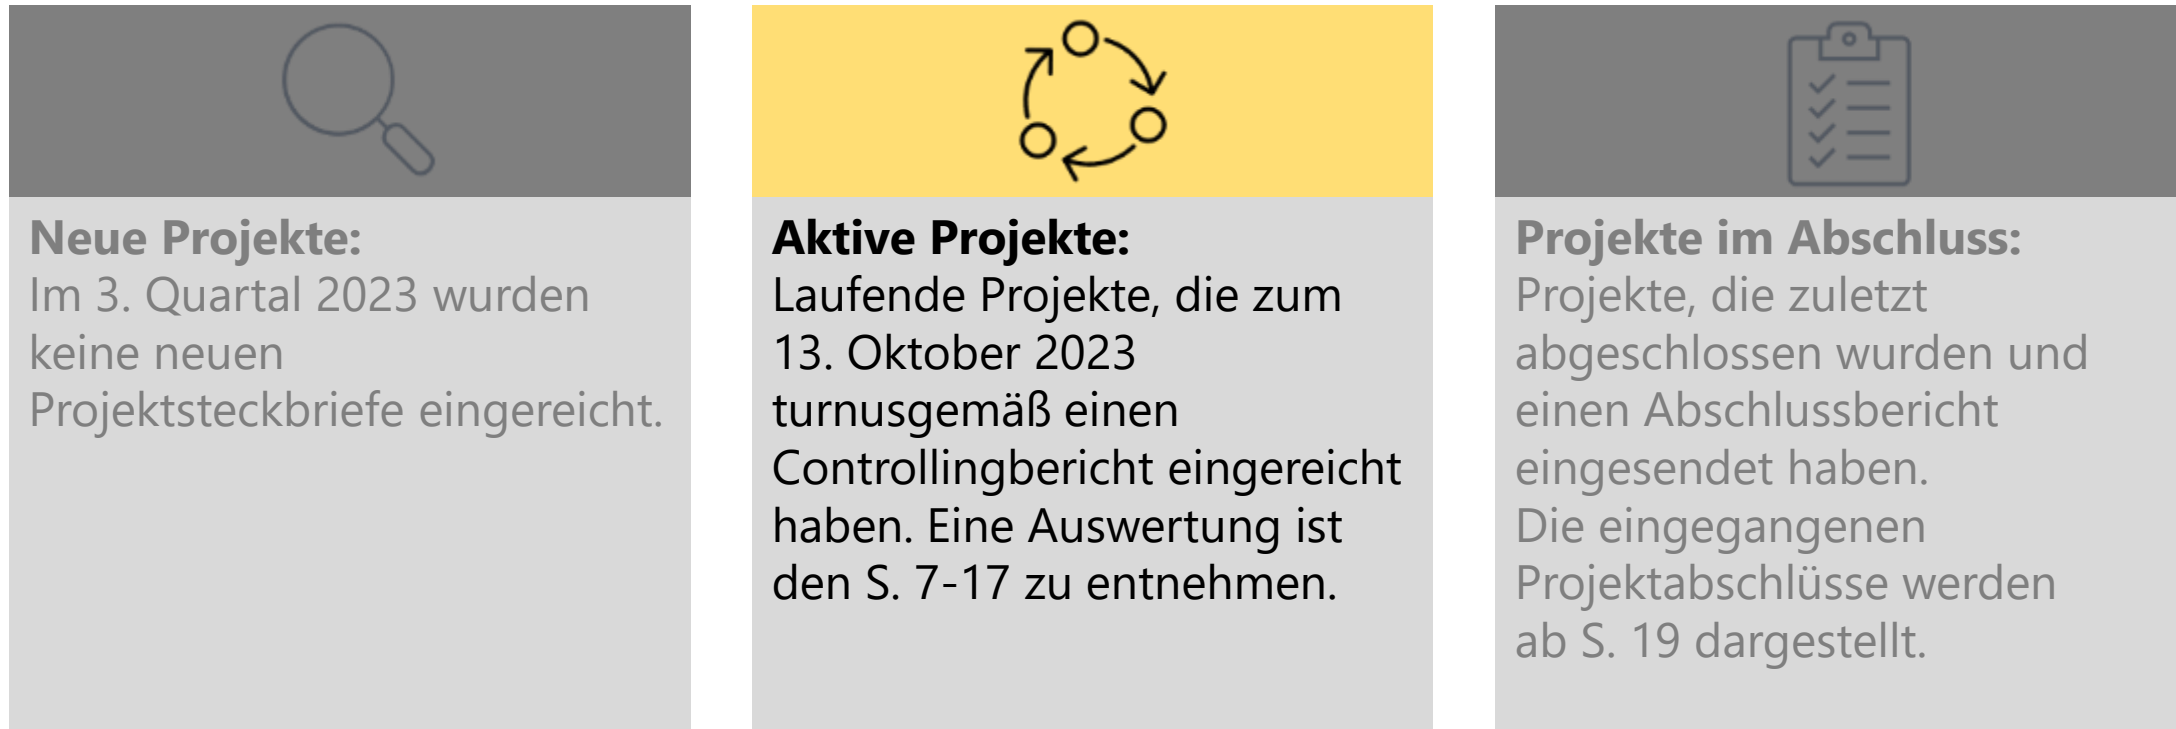 Neue Projekte:
Im 3. Quartal 2023 wurden
keine neuen
Projektsteckbriefe eingereicht.
Aktive Projekte:
Laufende Projekte, die zum
13. Oktober 2023
turnusgemäß einen
Controllingbericht eingereicht
haben. Eine Auswertung ist
den S. 7-17 zu entnehmen.
Projekte im Abschluss:
Projekte, die zuletzt
abgeschlossen wurden und
einen Abschlussbericht
eingesendet haben.
Die eingegangenen
Projektabschlüsse werden
ab S. 19 dargestellt.